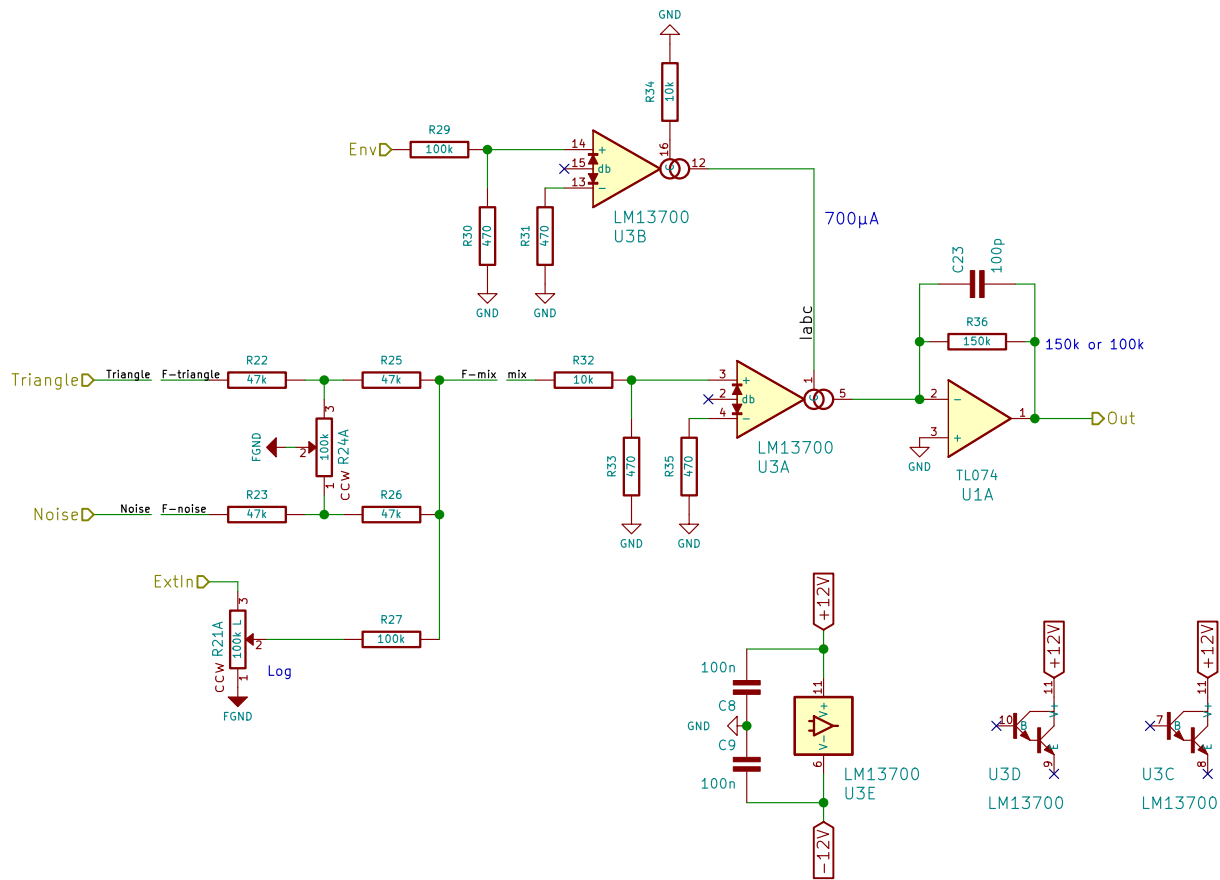 GND
R34
10k
R29
Env
100k
14
+
16
C
12
15
db
13
−
LM13700
U3B
700µA
R30
470
R31
470
GND
GND
C23
100p
Iabc
R36
150k
150k or 100k
Triangle
Triangle
F-triangle
R22
47k
R25
47k
F-mix
mix
R32
10k
3
+
1
C
5
2
db
4
−
LM13700
U3A
2
−
1
3
+
Out
GND
TL074
U1A
3
FGND
2
100k
R24A
1
CCW
R33
470
R35
470
GND
GND
Noise
Noise
F-noise
R23
47k
R26
47k
ExtIn
3
R21A
100k L
2
CCW
1
Log
FGND
R27
100k
+12V
100n
C8
GND
C9
100n
11
V+
V−
6
LM13700
U3E
−12V
+12V
11
V+
10
B
E
9
U3D
LM13700
+12V
11
V+
7
B
E
8
U3C
LM13700